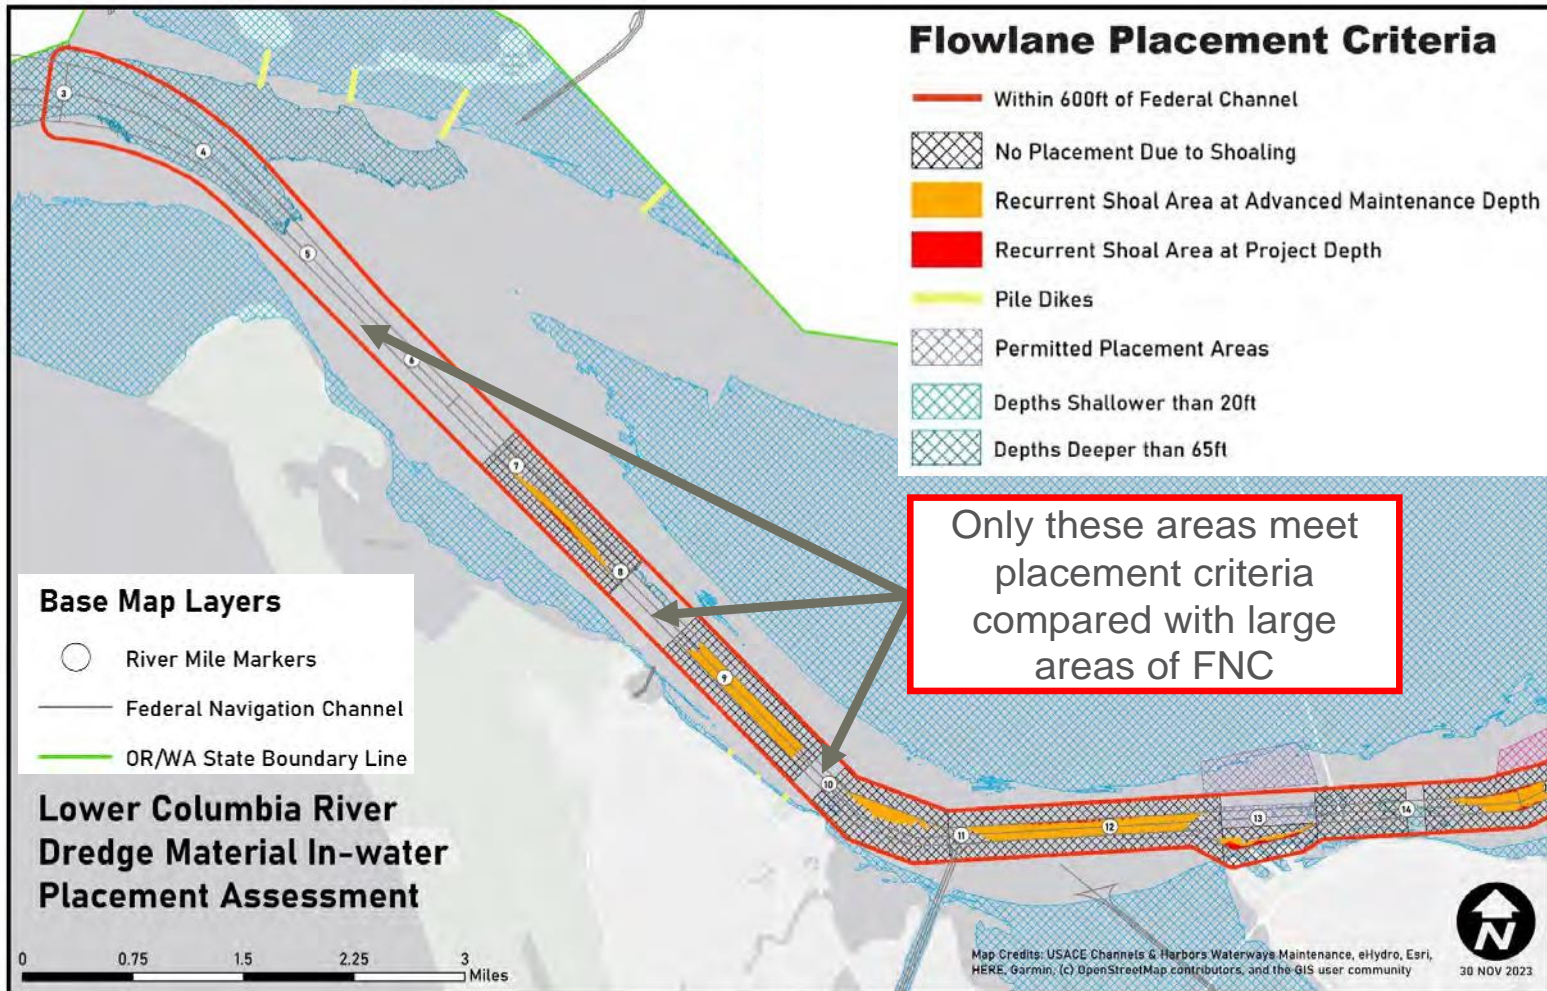 Flowlane Placement Criteria
Within 600ft of Federal Channel
No Placement Due to Shoaling
Recurrent Shoal Area at Advanced Maintenance Depth
Recurrent Shoal Area at Project Depth
Pile Dikes
Permitted Placement Areas
Depths Shallower than 20ft
Depths Deeper than 65ft
3
4
5
6
7
8
9
10
11
12
13
14
Only these areas meet
placement criteria
compared with large
areas of FNC
Base Map Layers
River Mile Markers
Federal Navigation Channel
OR/WA State Boundary Line
Lower Columbia River
Dredge Material In-water
Placement Assessment
0 0.75 1.5 2.25 3
Miles
Map Credits: USACE Channels & Harbors Waterways Maintenance, eHydro, Esri,
HERE, Garmin, (c) OpenStreetMap contributors, and the GIS user community
N
30 NOV 2023